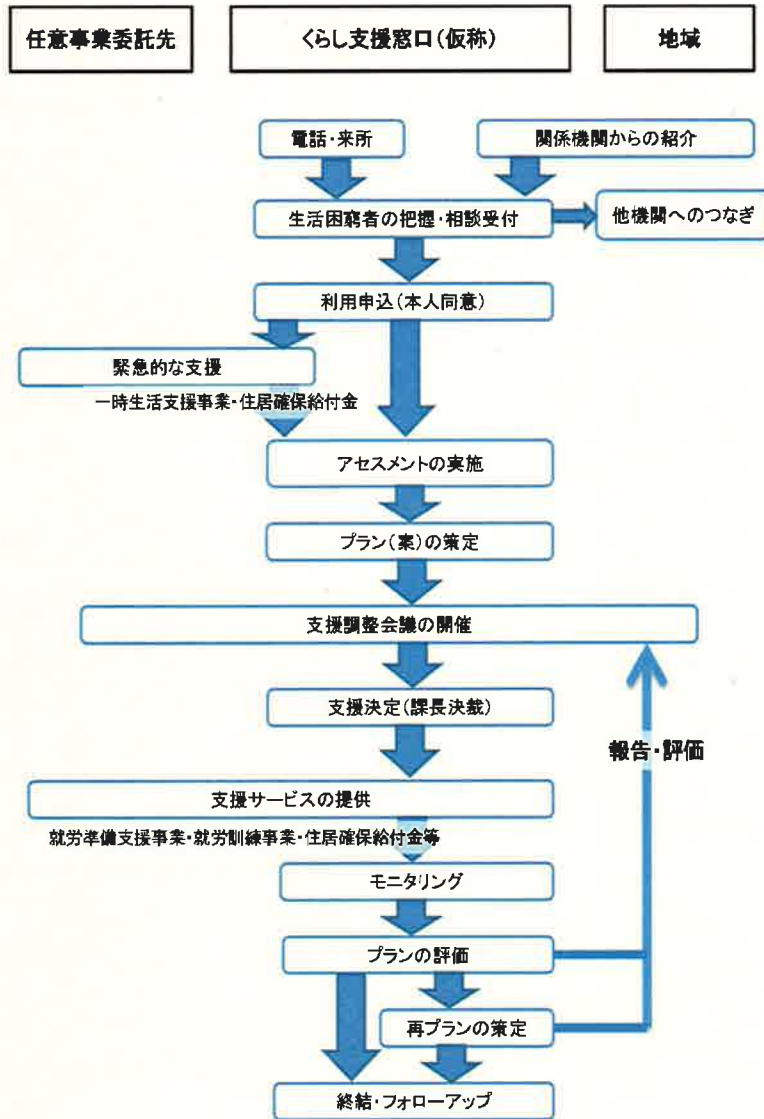 任意事業委託先
くらし支援窓口(仮称)
地域
電話・来所
関係機関からの紹介
生活困窮者の把握・相談受付
他機関へのつなぎ
利用申込(本人同意)
緊急的な支援
一時生活支援事業・住居確保給付金
アセスメントの実施
プラン(案)の策定
支援調整会議の開催
支援決定(課長決裁)
報告・評価
支援サービスの提供
就労準備支援事業・就労訓練事業・住居確保給付金等
モニタリング
プランの評価
再プランの策定
終結・フォローアップ